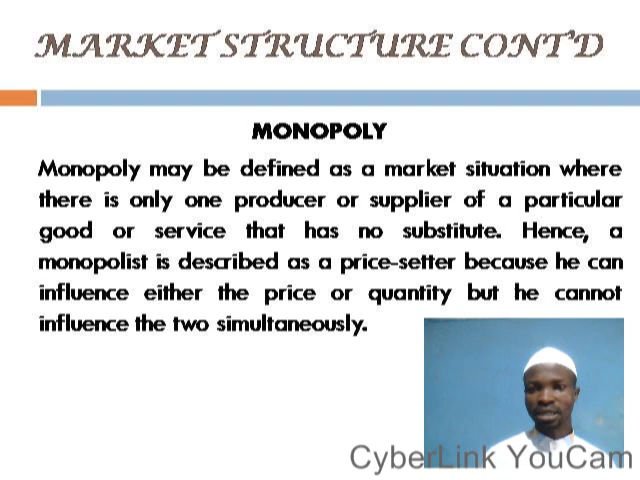 MARKET STRUCTURE CONT'D
MONOPOLY
Monopoly may be defined as a market situation where
there is only one producer or supplier of a particular
good or service that has no substitute. Hence, a
monopolist is described as a price-setter because he can
influence either the price or quantity but he cannot
influence the two simultaneously.
CyberLink YouCam